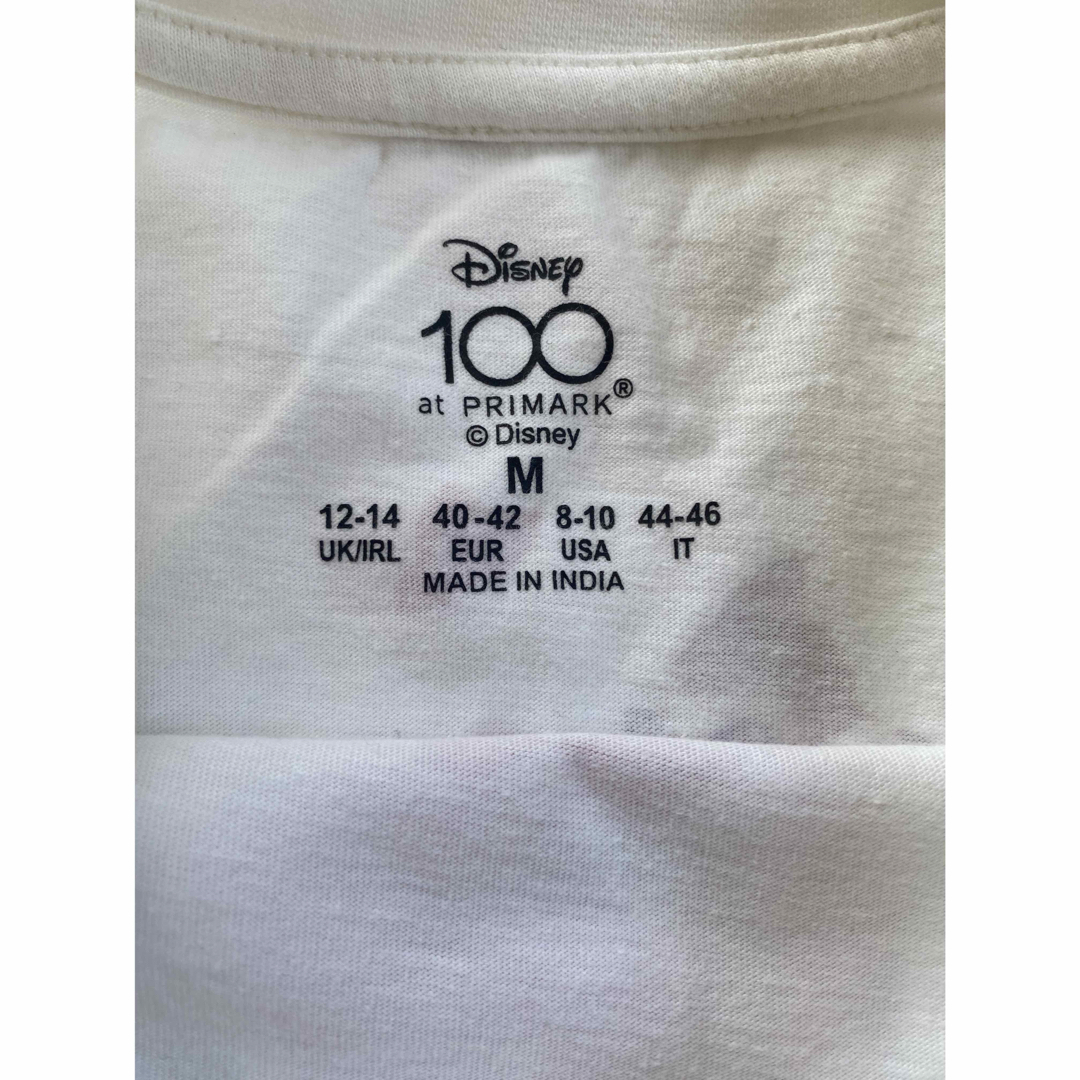 Disney
100
at PRIMARK®
© Disney
M
12-14 40-42 8-10 44-46
UK/IRL EUR USA IT
MADE IN INDIA